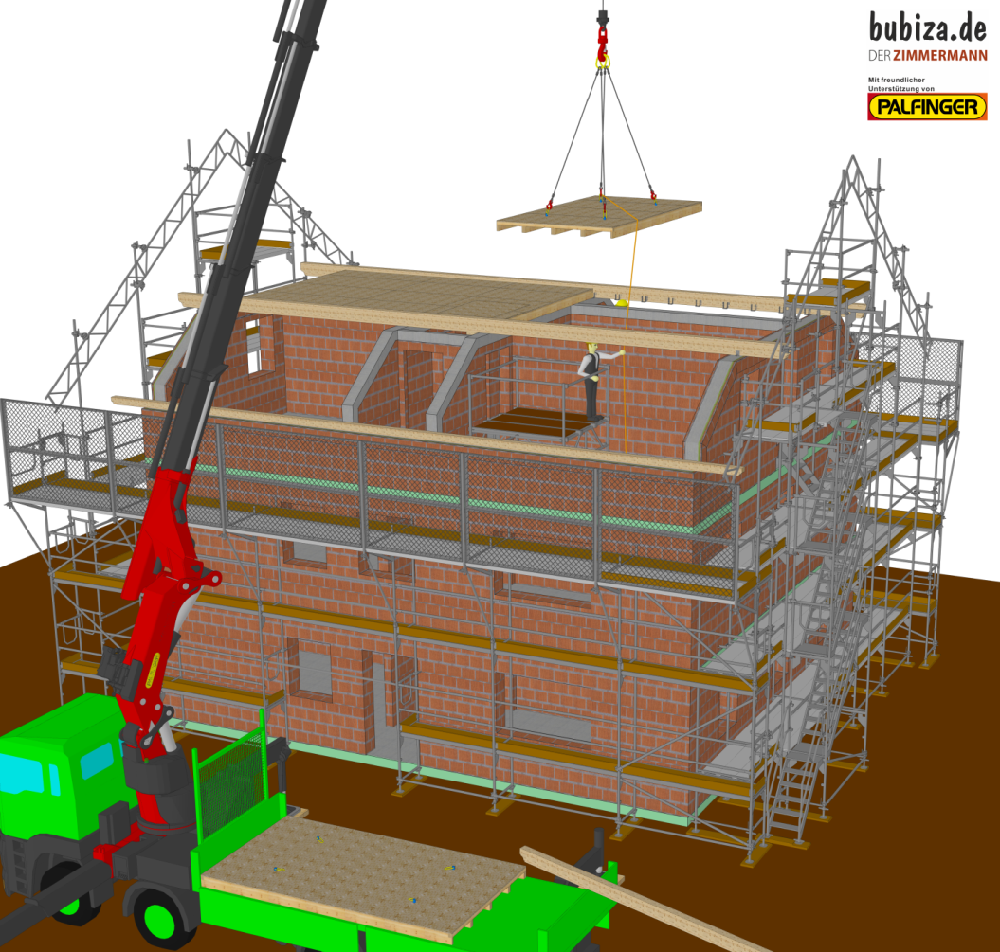 bubiza.de
DER ZIMMERMANN
Mit freundlicher
Unterstützung von
PALFINGER